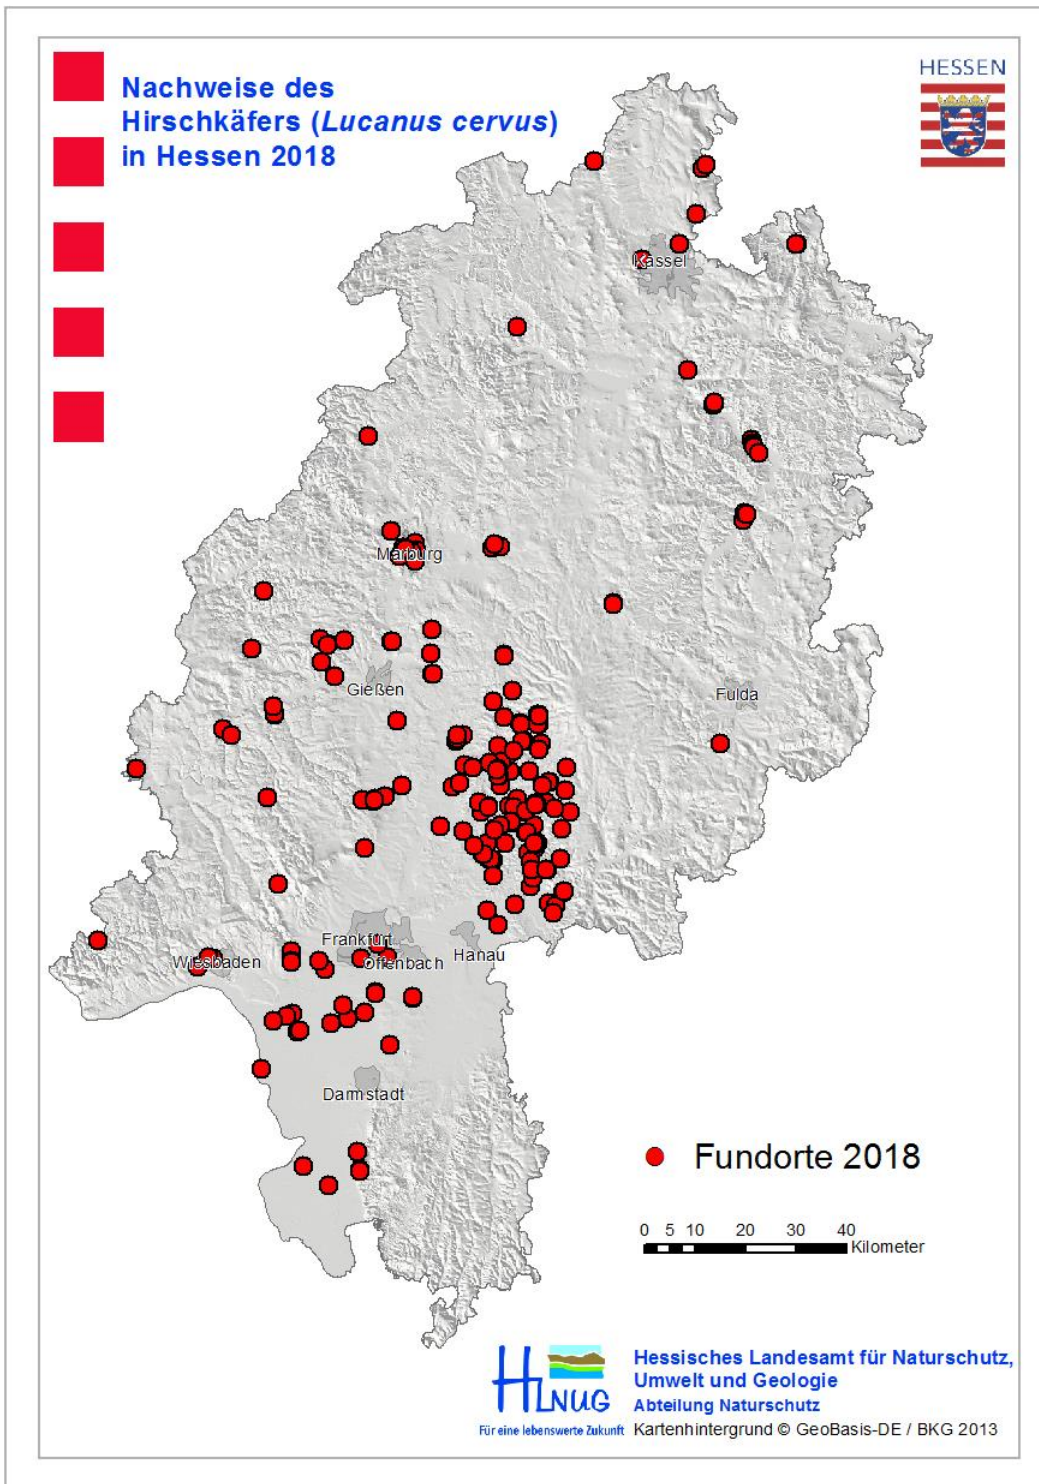 Nachweise des
Hirschkäfers (Lucanus cervus)
in Hessen 2018
HESSEN
Kassel
Marburg
Gießen
Fulda
Frankfurt
Wiesbaden
Offenbach
Hanau
Darmstadt
Fundorte 2018
0 5 10 20 30 40
Kilometer
HLNUG
Für eine lebenswerte Zukunft
Hessisches Landesamt für Naturschutz,
Umwelt und Geologie
Abteilung Naturschutz
Kartenhintergrund © GeoBasis-DE / BKG 2013